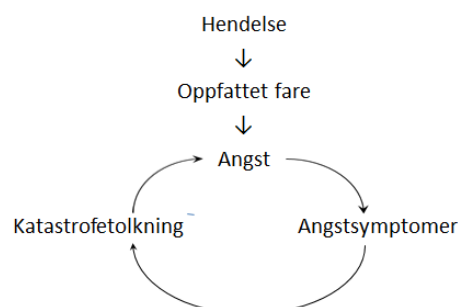 Hendelse
Oppfattet fare
Angst
Katastrofetolkning
Angstsymptomer